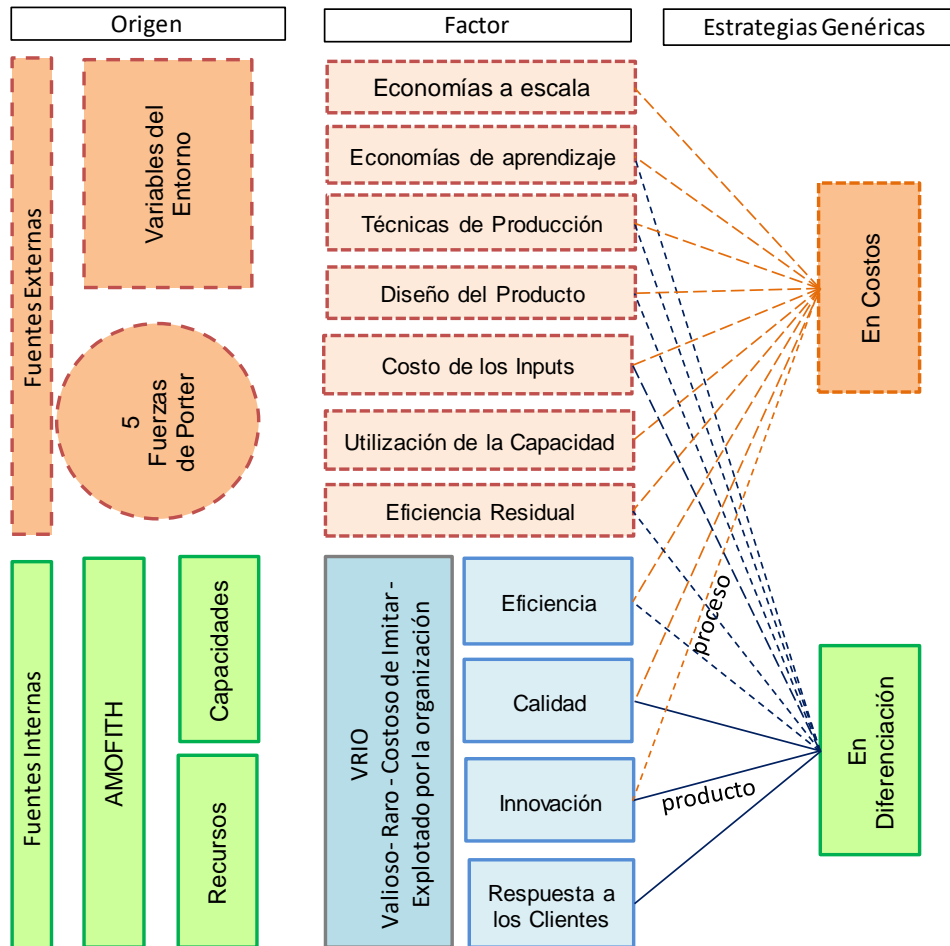 Origen
Factor
Estrategias Genéricas
Fuentes Externas
Variables del
Entorno
5
Fuerzas
de Porter
Economías a escala
Economías de aprendizaje
Técnicas de Producción
Diseño del Producto
Costo de los Inputs
Utilización de la Capacidad
Eficiencia Residual
En Costos
Fuentes Internas
AMOFITH
Capacidades
Recursos
VRIO
Valioso- Raro - Costoso de Imitar -
Explotado por la organización
Eficiencia
Calidad
Innovación
Respuesta a
los Clientes
proceso
producto
En
Diferenciación